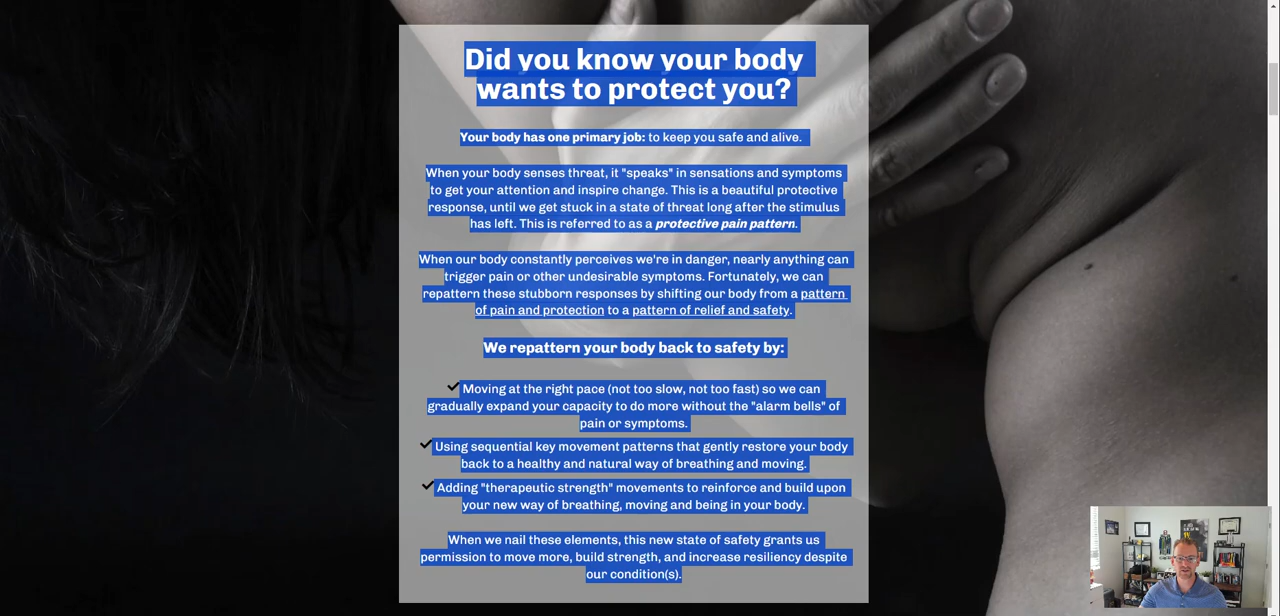 Did you know your body
wants to protect you?
Your body has one primary job: to keep you safe and alive.
When your body senses threat, it "speaks" in sensations and symptoms
to get your attention and inspire change. This is a beautiful protective
response, until we get stuck in a state of threat long after the stimulus
has left. This is referred to as a protective pain pattern.
When our body constantly perceives we're in danger, nearly anything can
trigger pain or other undesirable symptoms. Fortunately, we can
repattern these stubborn responses by shifting our body from a pattern
of pain and protection to a pattern of relief and safety.
We repattern your body back to safety by:
Moving at the right pace (not too slow, not too fast) so we can
gradually expand your capacity to do more without the "alarm bells" of
pain or symptoms.
Using sequential key movement patterns that gently restore your body
back to a healthy and natural way of breathing and moving.
Adding "therapeutic strength" movements to reinforce and build upon
your new way of breathing, moving and being in your body.
When we nail these elements, this new state of safety grants us
permission to move more, build strength, and increase resiliency despite
our condition(s).